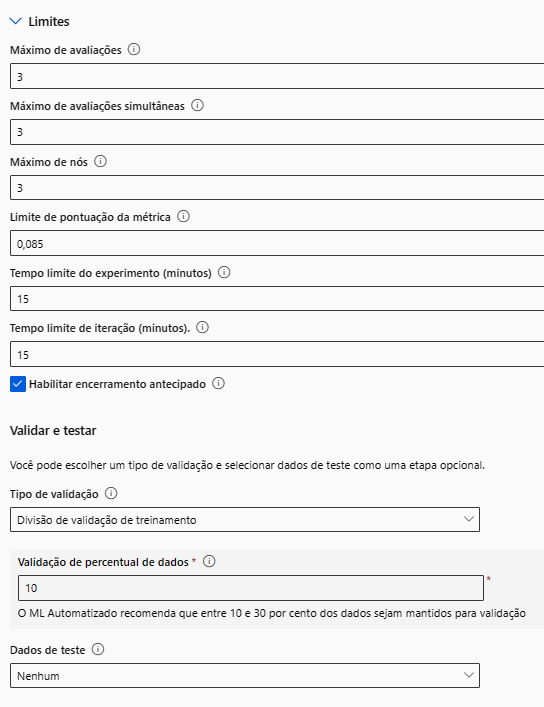 Limites
Máximo de avaliações
3
Máximo de avaliações simultâneas
3
Máximo de nós
3
Limite de pontuação da métrica
0,085
Tempo limite do experimento (minutos)
15
Tempo limite de iteração (minutos).
15
Habilitar encerramento antecipado
Validar e testar
Você pode escolher um tipo de validação e selecionar dados de teste como uma etapa opcional.
Tipo de validação
Divisão de validação de treinamento
Validação de percentual de dados *
10
*
O ML Automatizado recomenda que entre 10 e 30 por cento dos dados sejam mantidos para validação
Dados de teste
Nenhum